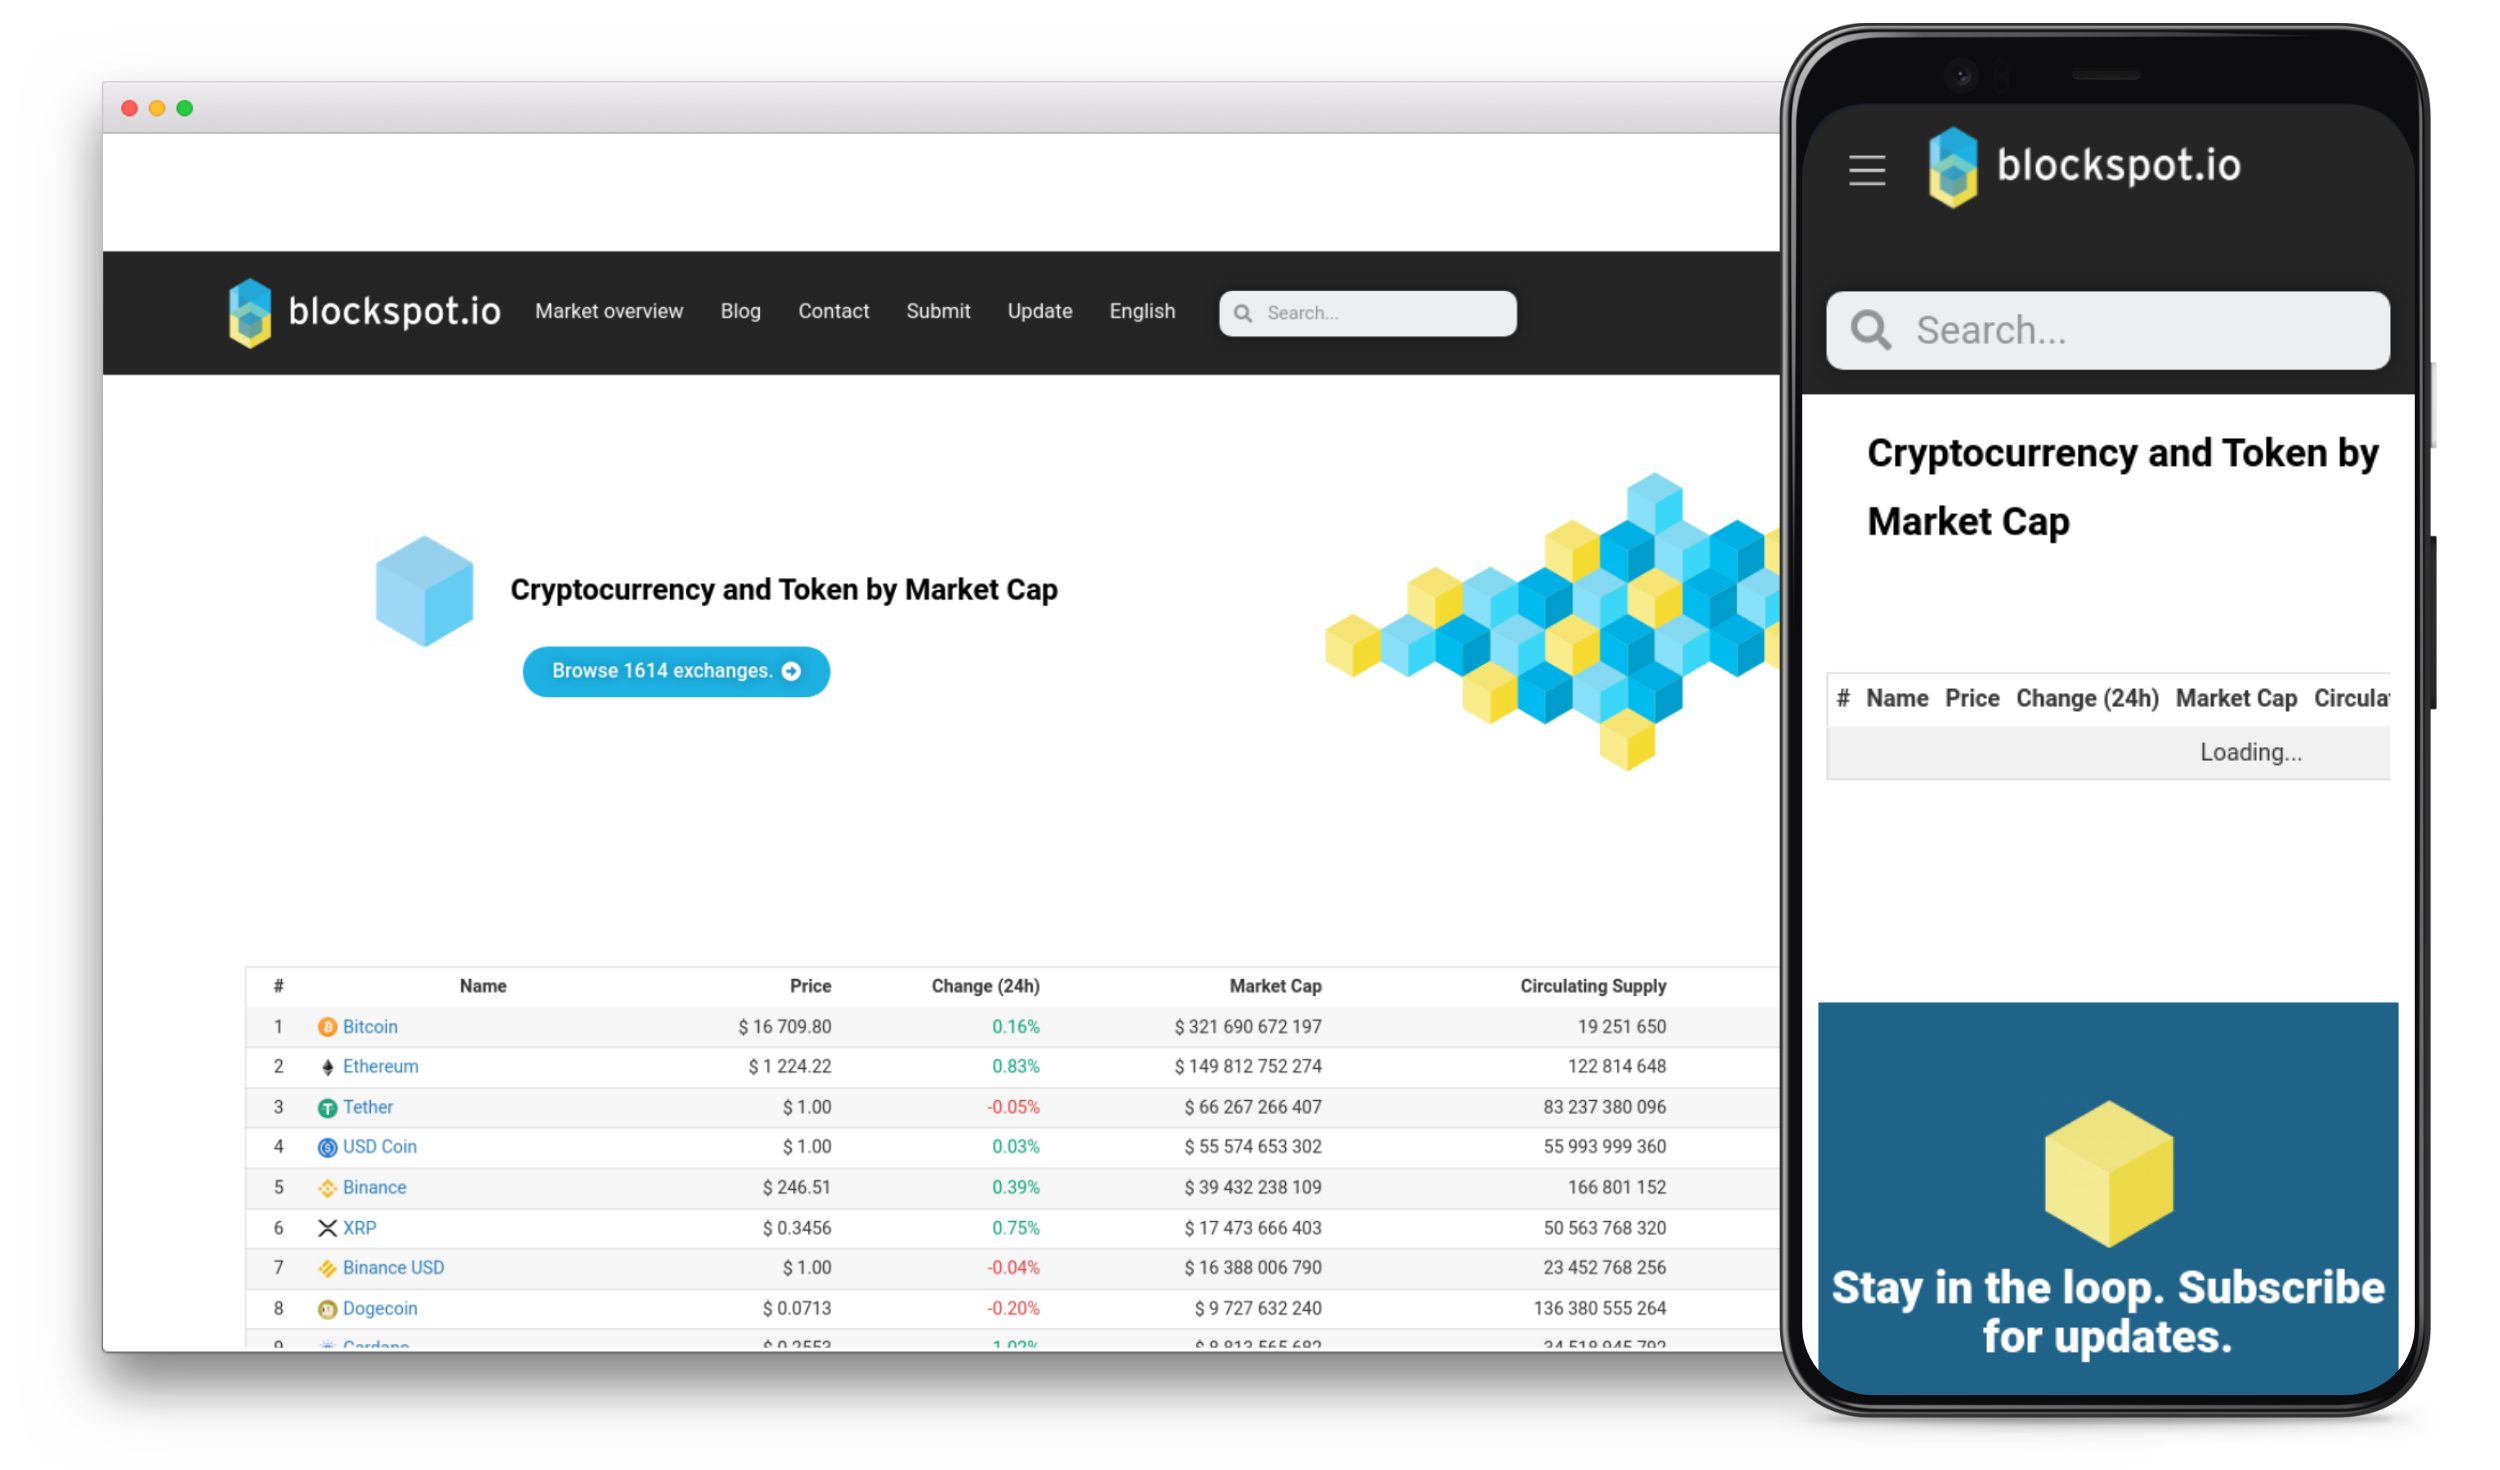 blockspot.io Market overview Blog Contact Submit Update English Search...
Cryptocurrency and Token by Market Cap
Browse 1614 exchanges.
# Name Price Change (24h) Market Cap Circulating Supply
1 Bitcoin $ 16 709.80 0.16% $ 321 690 672 197 19 251 650
2 Ethereum $ 1 224.22 0.83% $ 149 812 752 274 122 814 648
3 Tether $ 1.00 -0.05% $ 66 267 266 407 83 237 380 096
4 USD Coin $ 1.00 0.03% $ 55 574 653 302 55 993 999 360
5 Binance $ 246.51 0.39% $ 39 432 238 109 166 801 152
6 XRP $ 0.3456 0.75% $ 17 473 666 403 50 563 768 320
7 Binance USD $ 1.00 -0.04% $ 16 388 006 790 23 452 768 256
8 Dogecoin $ 0.0713 -0.20% $ 9 727 632 240 136 380 555 264
9 Cardano $ 0.2553 1.02%
blockspot.io
Search...
Cryptocurrency and Token by
Market Cap
# Name Price Change (24h) Market Cap
Loading...
Stay in the loop. Subscribe
for updates.